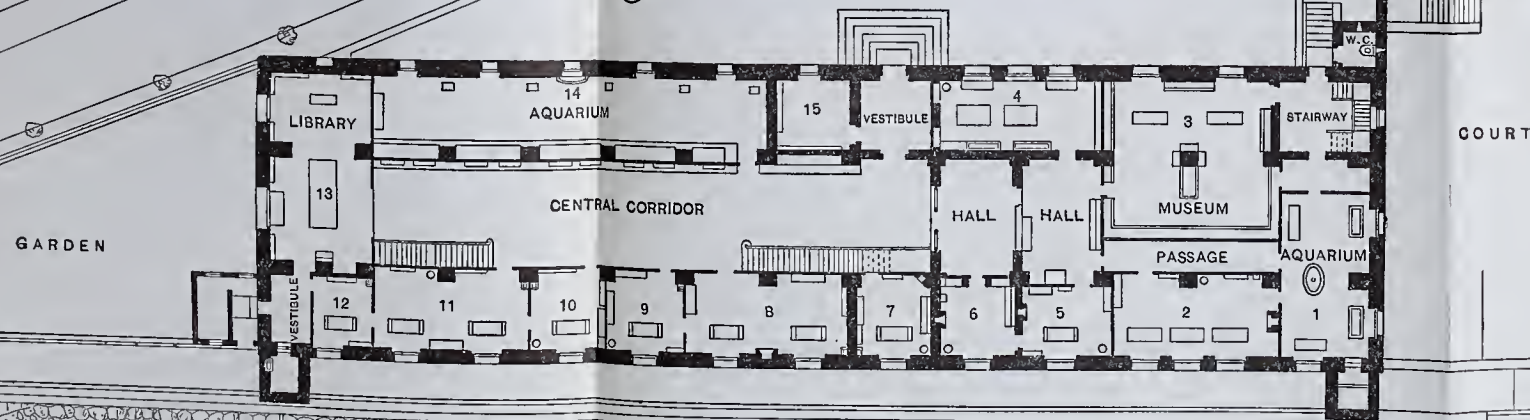 W.C.
14
AQUARIUM
LIBRARY
15
VESTIBULE
4
3
STAIRWAY
COURT
13
CENTRAL CORRIDOR
HALL
HALL
MUSEUM
GARDEN
PASSAGE
AQUARIUM
VESTIBULE
12
11
10
9
8
7
6
5
2
1